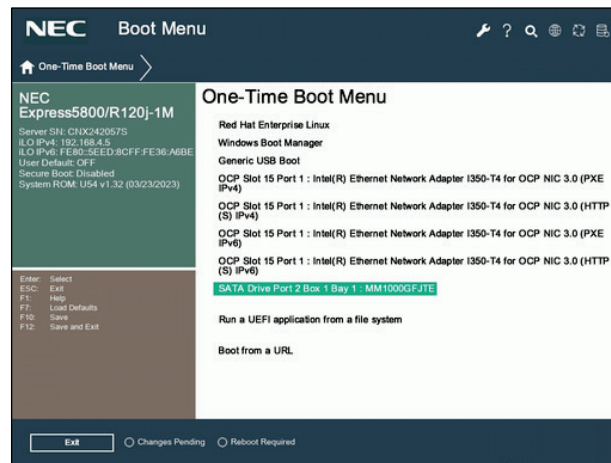 NEC Boot Menu
One-Time Boot Menu
NEC
Express5800/R120j-1M
Server SN: CNX242057S
iLO IPv4: 192.168.4.5
iLO IPv6: FE80::5EED:8CFF:FE36:A6BE
User Default: OFF
Secure Boot: Disabled
System ROM: U54 v1.32 (03/23/2023)
Enter: Select
ESC: Exit
F1: Help
F7: Load Defaults
F10: Save
F12: Save and Exit
One-Time Boot Menu
Red Hat Enterprise Linux
Windows Boot Manager
Generic USB Boot
OCP Slot 15 Port 1 : Intel(R) Ethernet Network Adapter I350-T4 for OCP NIC 3.0 (PXE
IPv4)
OCP Slot 15 Port 1 : Intel(R) Ethernet Network Adapter I350-T4 for OCP NIC 3.0 (HTTP
(S) IPv4)
OCP Slot 15 Port 1 : Intel(R) Ethernet Network Adapter I350-T4 for OCP NIC 3.0 (PXE
IPv6)
OCP Slot 15 Port 1 : Intel(R) Ethernet Network Adapter I350-T4 for OCP NIC 3.0 (HTTP
(S) IPv6)
SATA Drive Port 2 Box 1 Bay 1 : MM1000GFJTE
Run a UEFI application from a file system
Boot from a URL
Exit
Changes Pending
Reboot Required